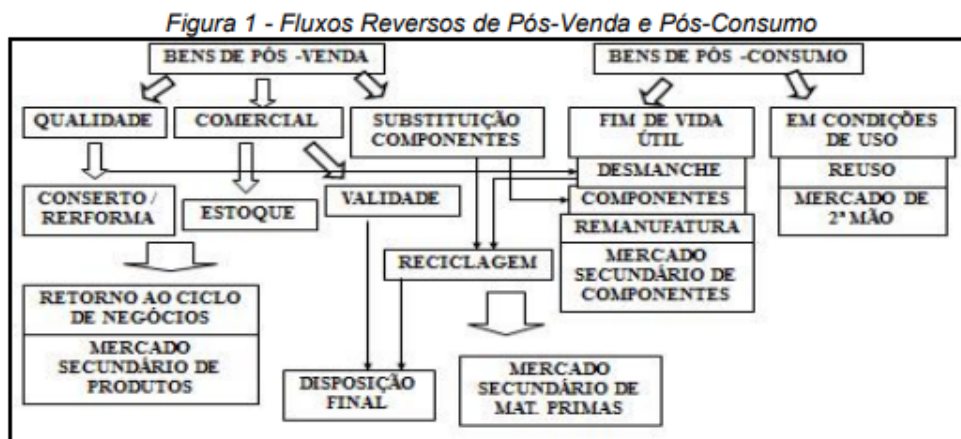 Figura 1 - Fluxos Reversos de Pós-Venda e Pós-Consumo
BENS DE PÓS -VENDA
BENS DE PÓS -CONSUMO
QUALIDADE
COMERCIAL
SUBSTITUIÇÃO
COMPONENTES
FIM DE VIDA
ÚTIL
EM CONDIÇÕES
DE USO
DESMANCHE
REUSO
CONSERTO /
RERFORMA
ESTOQUE
VALIDADE
COMPONENTES
MERCADO DE
2ª MÃO
REMANUFATURA
RECICLAGEM
MERCADO
SECUNDÁRIO DE
COMPONENTES
RETORNO AO CICLO
DE NEGÓCIOS
MERCADO
SECUNDÁRIO DE
PRODUTOS
DISPOSIÇÃO
FINAL
MERCADO
SECUNDÁRIO DE
MAT. PRIMAS